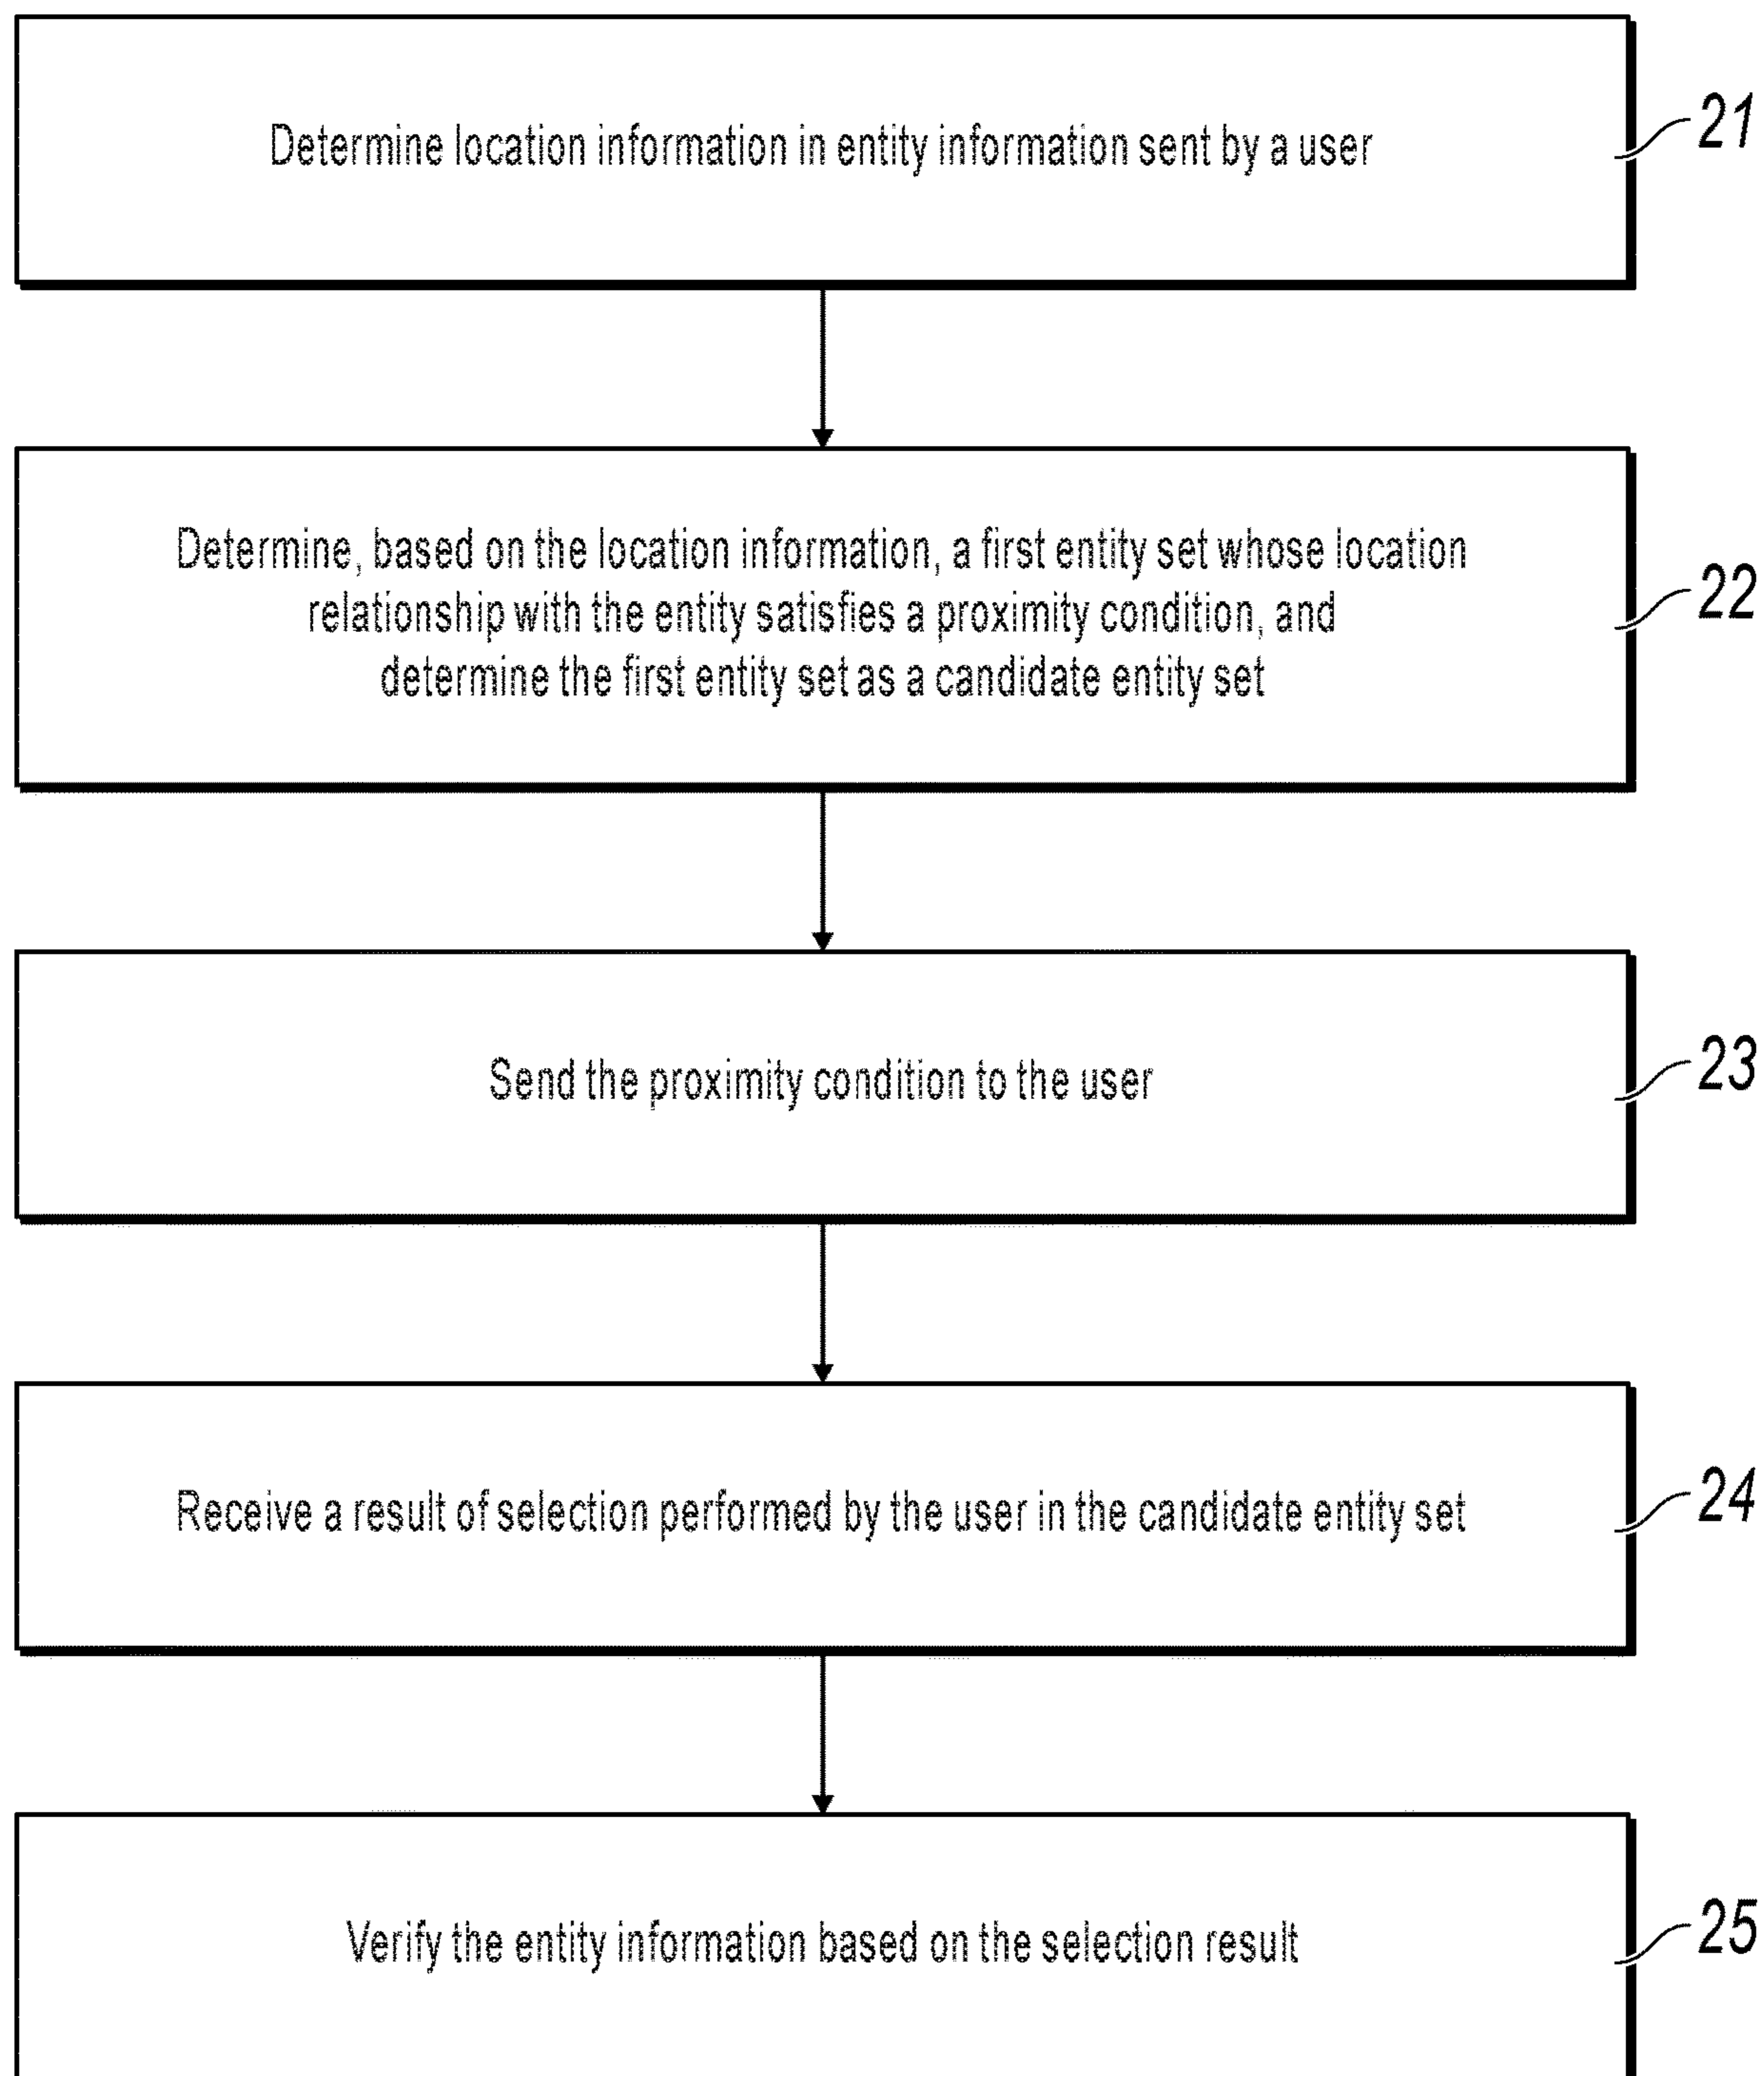 Determine location information in entity information sent by a user
21
Determine, based on the location information, a first entity set whose location
relationship with the entity satisfies a proximity condition, and
determine the first entity set as a candidate entity set
22
Send the proximity condition to the user
23
Receive a result of selection performed by the user in the candidate entity set
24
Verify the entity information based on the selection result
25